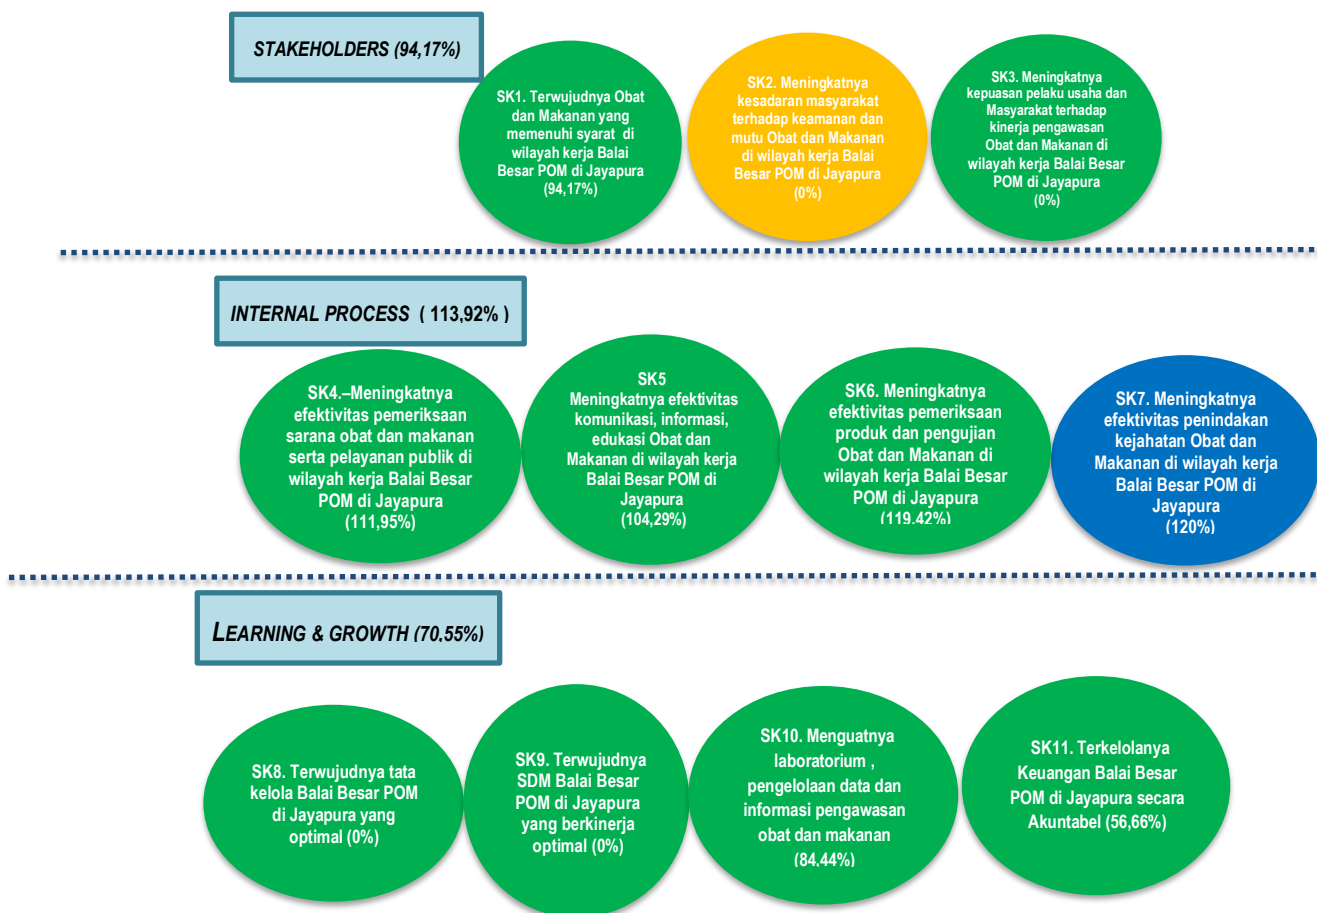 STAKEHOLDERS (94,17%)
SK1. Terwujudnya Obat
dan Makanan yang
memenuhi syarat di
wilayah kerja Balai
Besar POM di Jayapura
(94,17%)
SK2. Meningkatnya
kesadaran masyarakat
terhadap keamanan dan
mutu Obat dan Makanan
di wilayah kerja Balai
Besar POM di Jayapura
(0%)
SK3. Meningkatnya
kepuasan pelaku usaha dan
Masyarakat terhadap
kinerja pengawasan
Obat dan Makanan di
wilayah kerja Balai Besar
POM di Jayapura
(0%)
INTERNAL PROCESS ( 113,92% )
SK4.–Meningkatnya
efektivitas pemeriksaan
sarana obat dan makanan
serta pelayanan publik di
wilayah kerja Balai Besar
POM di Jayapura
(111,95%)
SK5
Meningkatnya efektivitas
komunikasi, informasi,
edukasi Obat dan
Makanan di wilayah kerja
Balai Besar POM di
Jayapura
(104,29%)
SK6. Meningkatnya
efektivitas pemeriksaan
produk dan pengujian
Obat dan Makanan di
wilayah kerja Balai Besar
POM di Jayapura
(119.42%)
SK7. Meningkatnya
efektivitas penindakan
kejahatan Obat dan
Makanan di wilayah kerja
Balai Besar POM di
Jayapura
(120%)
LEARNING & GROWTH (70,55%)
SK8. Terwujudnya tata
kelola Balai Besar POM
di Jayapura yang
optimal (0%)
SK9. Terwujudnya
SDM Balai Besar
POM di Jayapura
yang berkinerja
optimal (0%)
SK10. Menguatnya
laboratorium ,
pengelolaan data dan
informasi pengawasan
obat dan makanan
(84,44%)
SK11. Terkelolanya
Keuangan Balai Besar
POM di Jayapura secara
Akuntabel (56,66%)